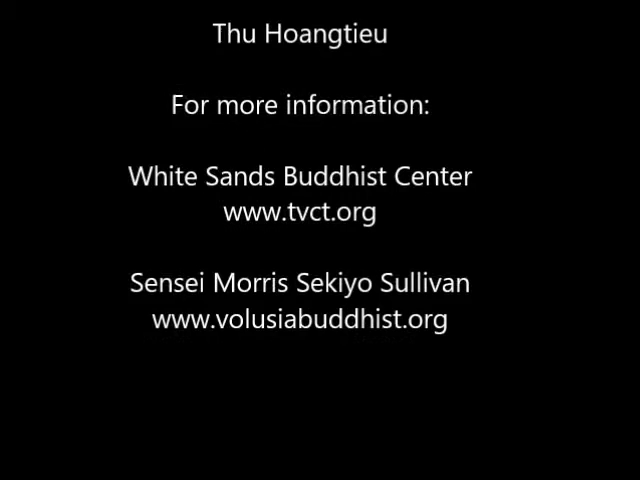 Thu Hoangtieu
For more information:
White Sands Buddhist Center
www.tvct.org
Sensei Morris Sekiyo Sullivan
www.volusiabuddhist.org